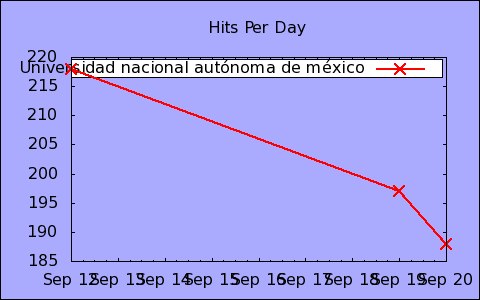 Hits Per Day
220
Universidad nacional autónoma de méxico
215
210
205
200
195
190
185
Sep 12 Sep 13 Sep 14 Sep 15 Sep 16 Sep 17 Sep 18 Sep 19 Sep 20